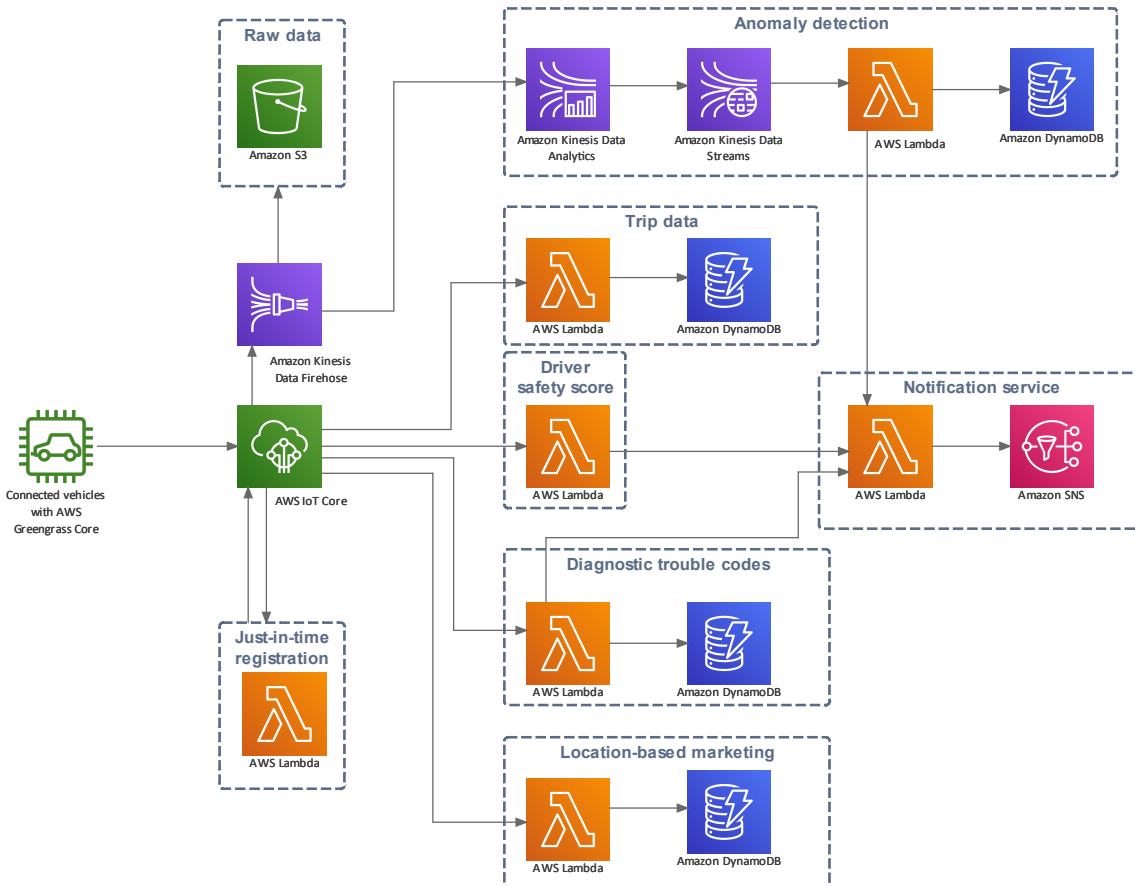 Raw data
Amazon S3
Anomaly detection
Amazon Kinesis Data
Analytics
Amazon Kinesis Data
Streams
AWS Lambda
Amazon DynamoDB
Trip data
AWS Lambda
Amazon DynamoDB
Amazon Kinesis
Data Firehose
Driver
safety score
AWS Lambda
Notification service
AWS Lambda
Amazon SNS
Connected vehicles
with AWS
Greengrass Core
AWS IoT Core
Diagnostic trouble codes
AWS Lambda
Amazon DynamoDB
Just-in-time
registration
AWS Lambda
Location-based marketing
AWS Lambda
Amazon DynamoDB